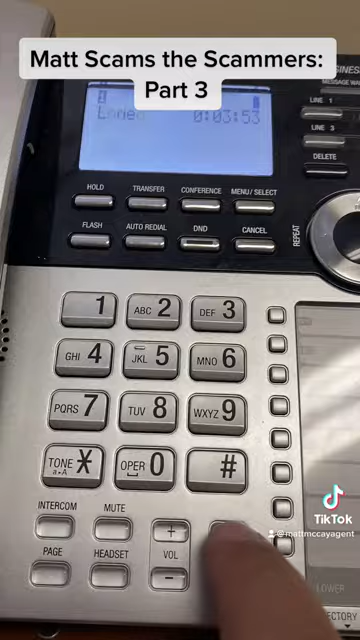 Matt Scams the Scammers:
Part 3
LINE 1
0:03:53
LINE 3
DELETE
HOLD TRANSFER CONFERENCE MENU/SELECT
FLASH AUTO REDIAL DND CANCEL
REPEAT
1 ABC 2 DEF 3
GHI 4 JKL 5 MNO 6
PQRS 7 TUV 8 WXYZ 9
TONE * a▸A OPER 0 #
INTERCOM MUTE +
TikTok
@mattmccayagent
PAGE HEADSET VOL -
LOWER